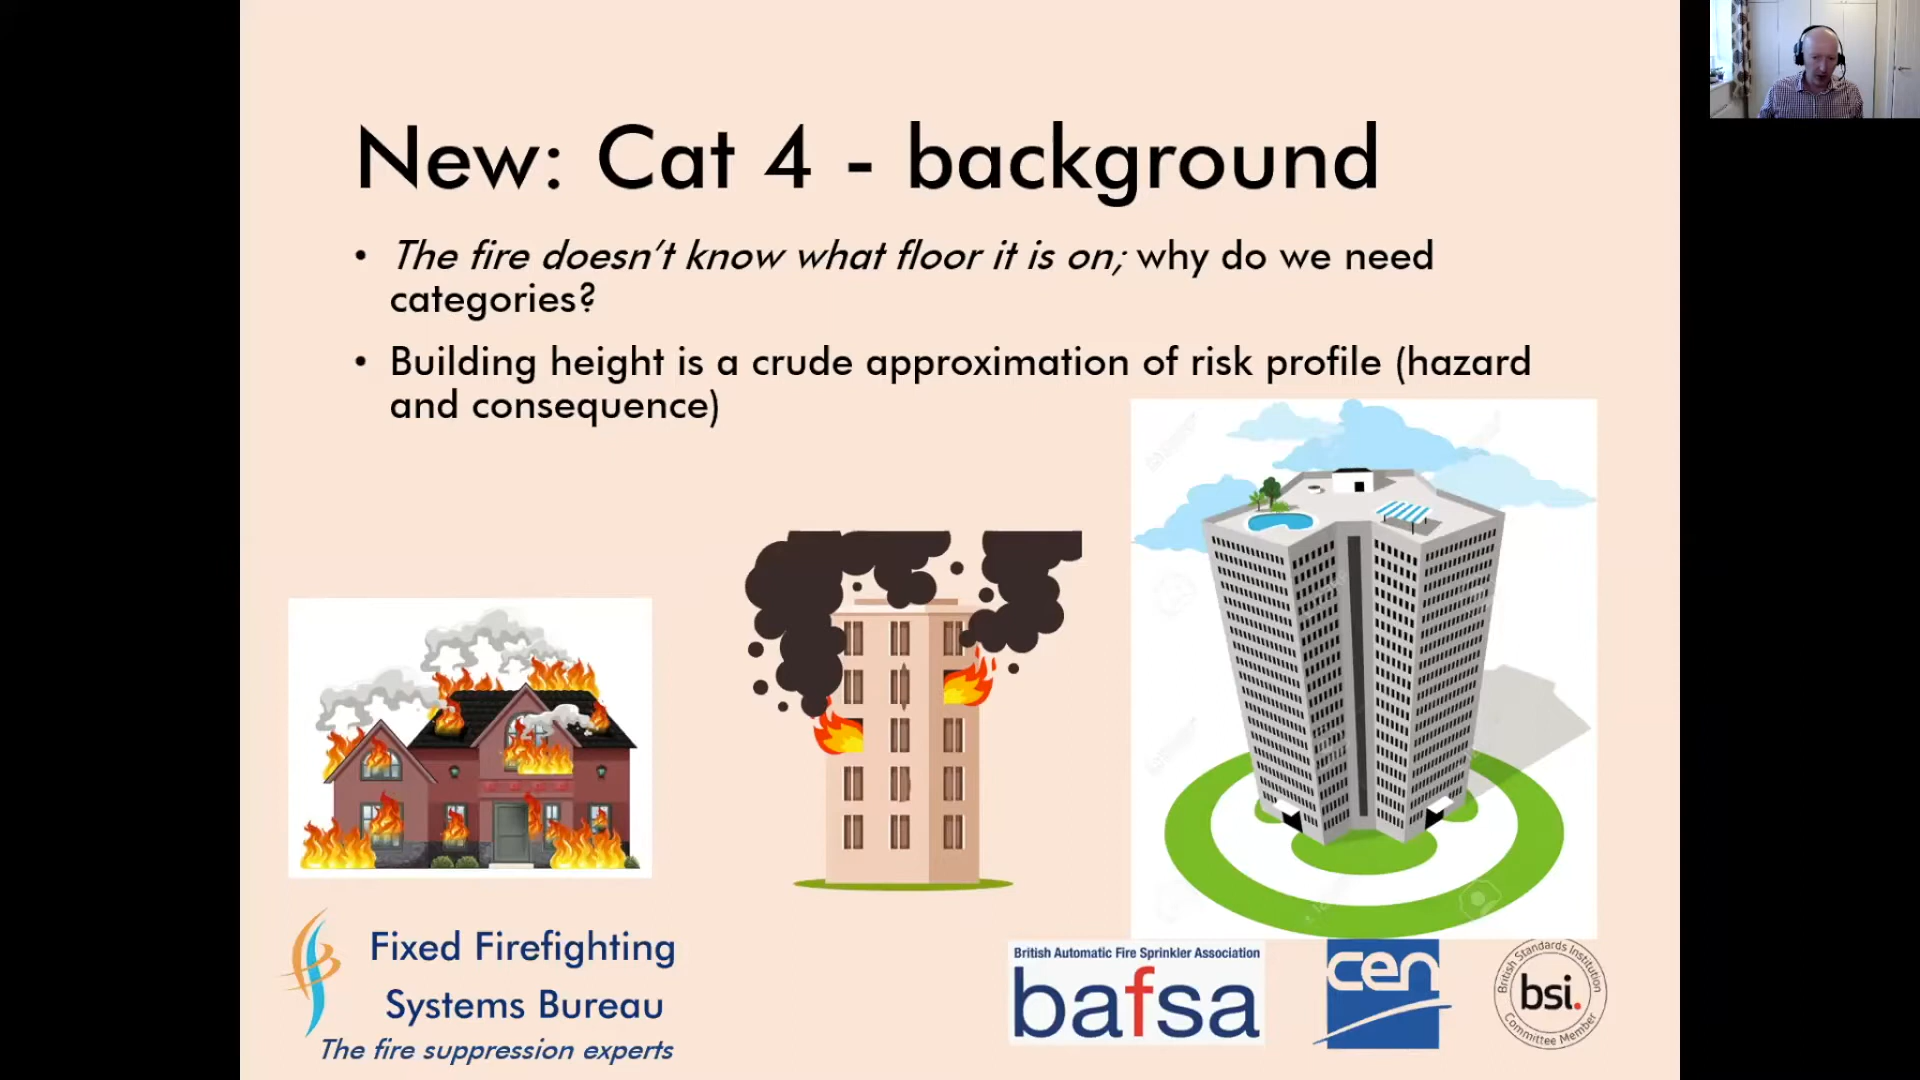 New: Cat 4 - background
• The fire doesn't know what floor it is on; why do we need
categories?
• Building height is a crude approximation of risk profile (hazard
and consequence)
Fixed Firefighting
Systems Bureau
The fire suppression experts
British Automatic Fire Sprinkler Association
bafsa
cen
British Standards Institution
bsi.
Committee Member